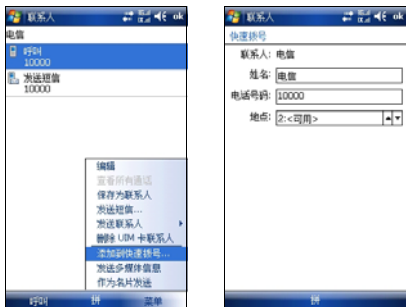 联系人 ok
电信
呼叫
10000
发送短信
10000
编辑
查看所有通话
保存为联系人
发送短信...
发送联系人
删除 UIM 卡联系人
添加到快速拨号...
发送多媒体信息
作为名片发送
呼叫 拼 菜单
联系人 ok
快速拨号
联系人: 电信
姓名: 电信
电话号码: 10000
地点: 2:<可用>
拼